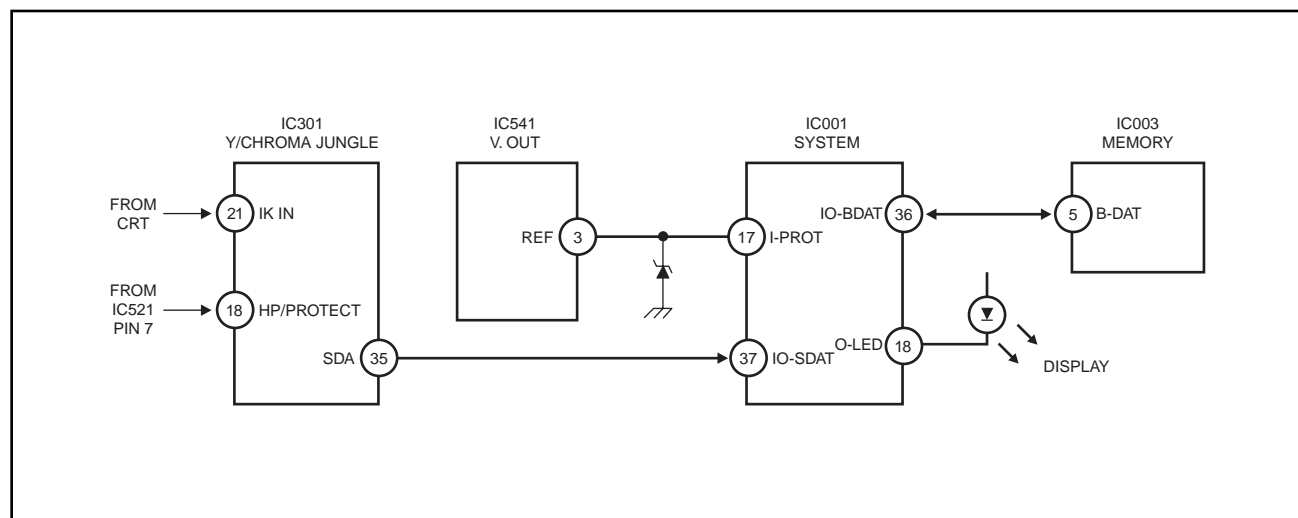 IC301
Y/CHROMA JUNGLE
IC541
V. OUT
IC001
SYSTEM
IC003
MEMORY
FROM
CRT
21 IK IN
FROM
IC521
PIN 7
18 HP/PROTECT
SDA 35
REF 3
17 I-PROT
37 IO-SDAT
IO-BDAT 36
O-LED 18
5 B-DAT
DISPLAY